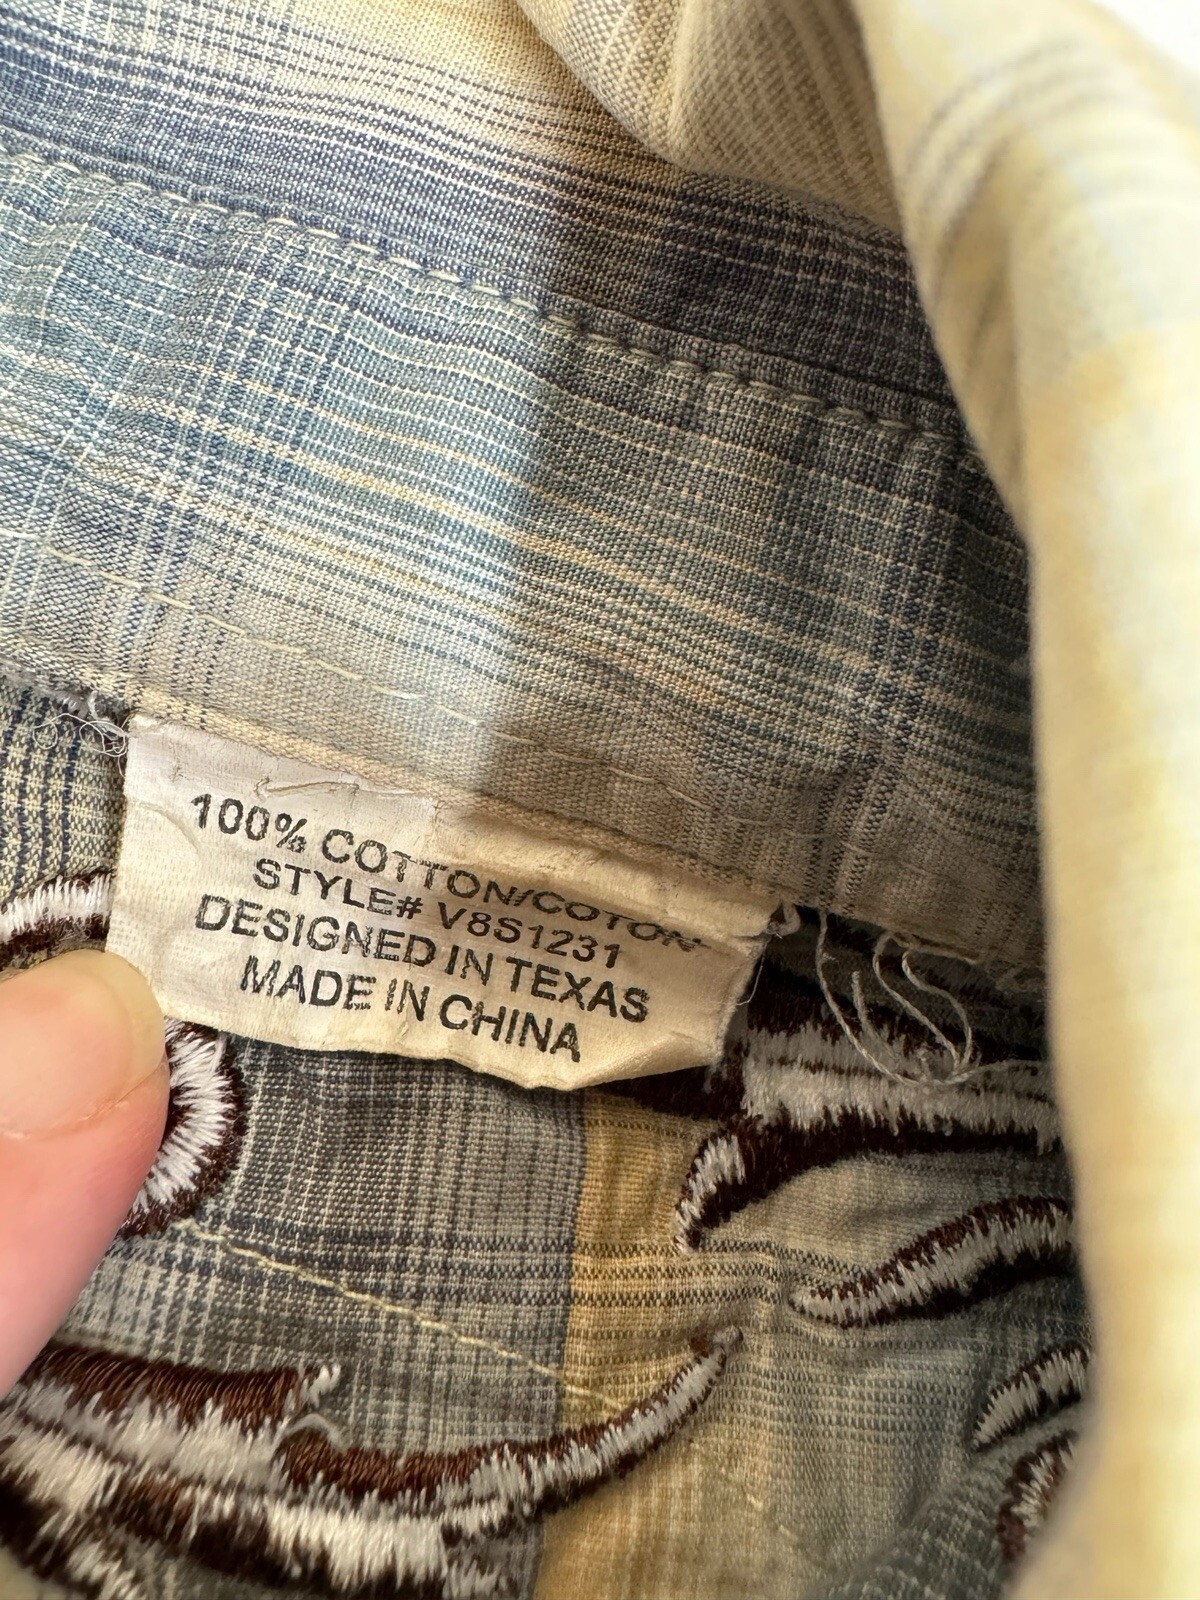 100% COTTON/COTON
STYLE# V8S1231
DESIGNED IN TEXAS
MADE IN CHINA